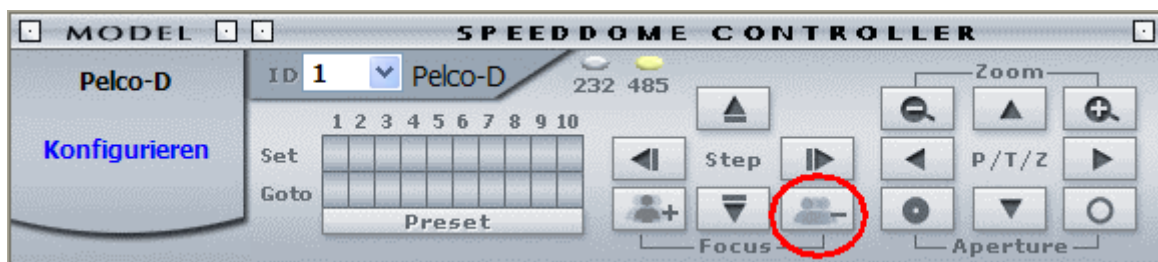 MODEL
SPEEDDOME CONTROLLER
Pelco-D
Konfigurieren
ID 1 Pelco-D
232 485
1 2 3 4 5 6 7 8 9 10
Set
Goto
Preset
Step
Focus
Zoom
P/T/Z
Aperture